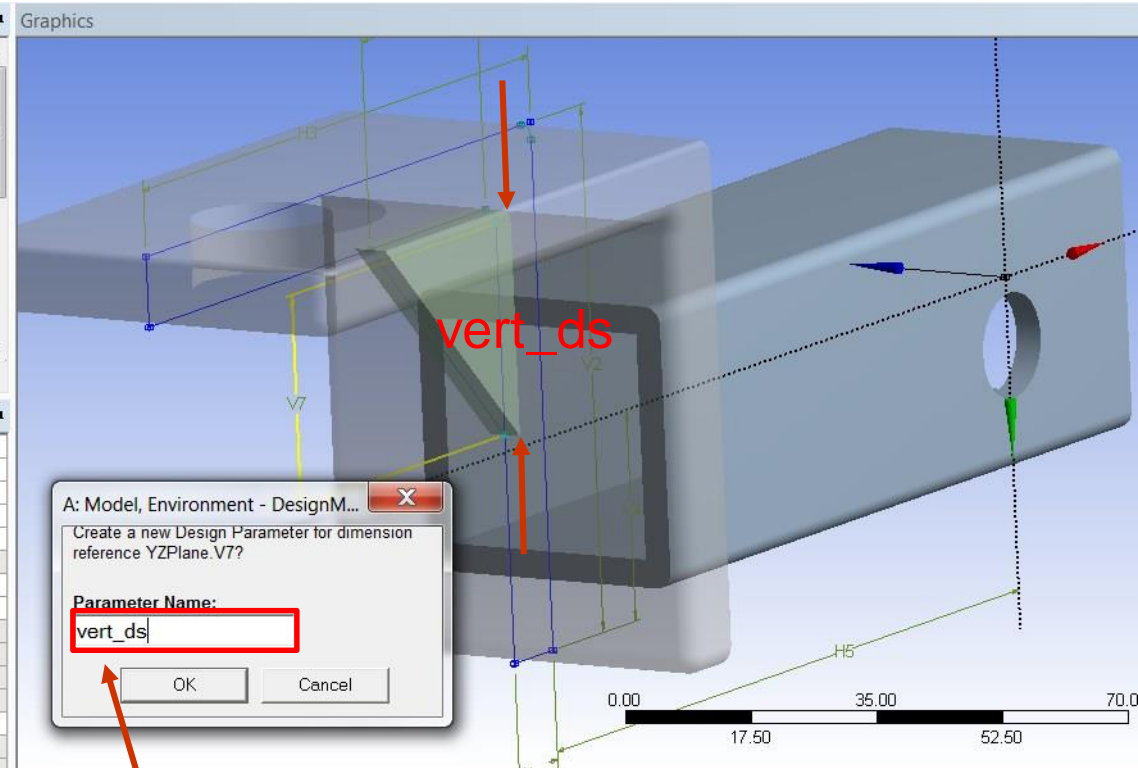 Graphics
H3
vert_ds
V2
V7
A: Model, Environment - DesignM...
X
Create a new Design Parameter for dimension
reference YZPlane.V7?
Parameter Name:
vert_ds
OK
Cancel
H5
0.00
35.00
70.0
17.50
52.50